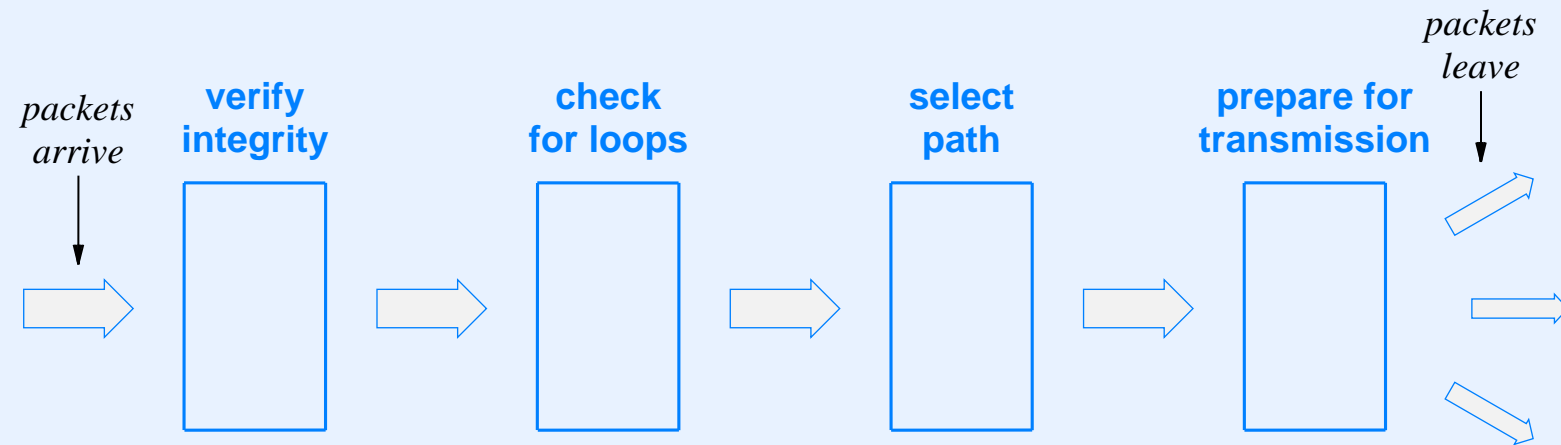 packets
arrive
verify
integrity
check
for loops
select
path
prepare for
transmission
packets
leave